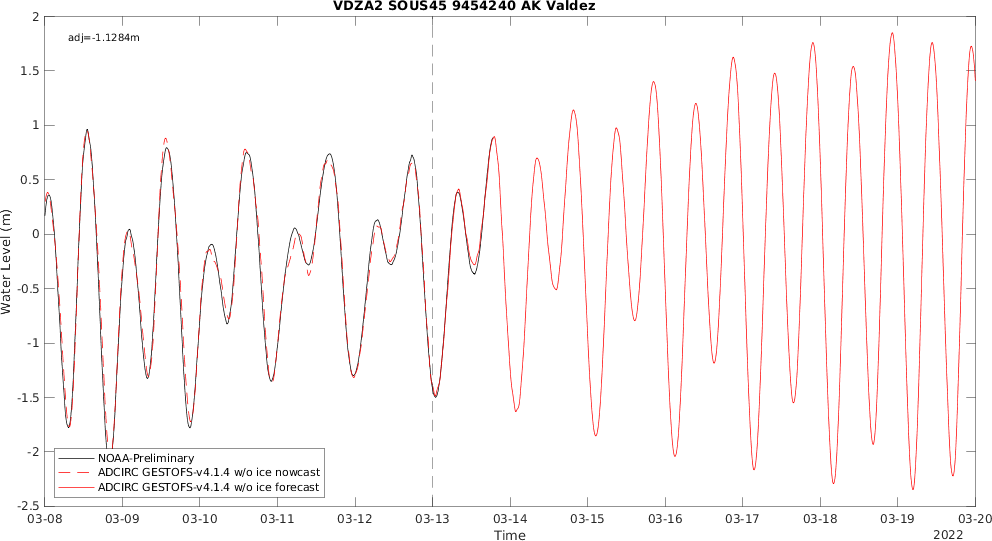 VDZA2 SOUS45 9454240 AK Valdez
adj=-1.1284m
2
1.5
1
0.5
0
-0.5
-1
-1.5
-2
-2.5
Water Level (m)
NOAA-Preliminary
ADCIRC GESTOFS-v4.1.4 w/o ice nowcast
ADCIRC GESTOFS-v4.1.4 w/o ice forecast
03-08 03-09 03-10 03-11 03-12 03-13 03-14 03-15 03-16 03-17 03-18 03-19 03-20
Time
2022